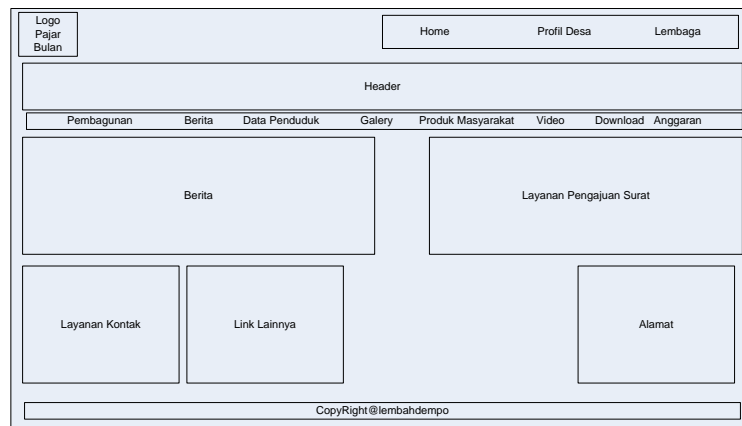 Logo
Pajar
Bulan
Home Profil Desa Lembaga
Header
Pembagunan Berita Data Penduduk Galery Produk Masyarakat Video Download Anggaran
Berita
Layanan Pengajuan Surat
Layanan Kontak
Link Lainnya
Alamat
CopyRight@lembahdempo